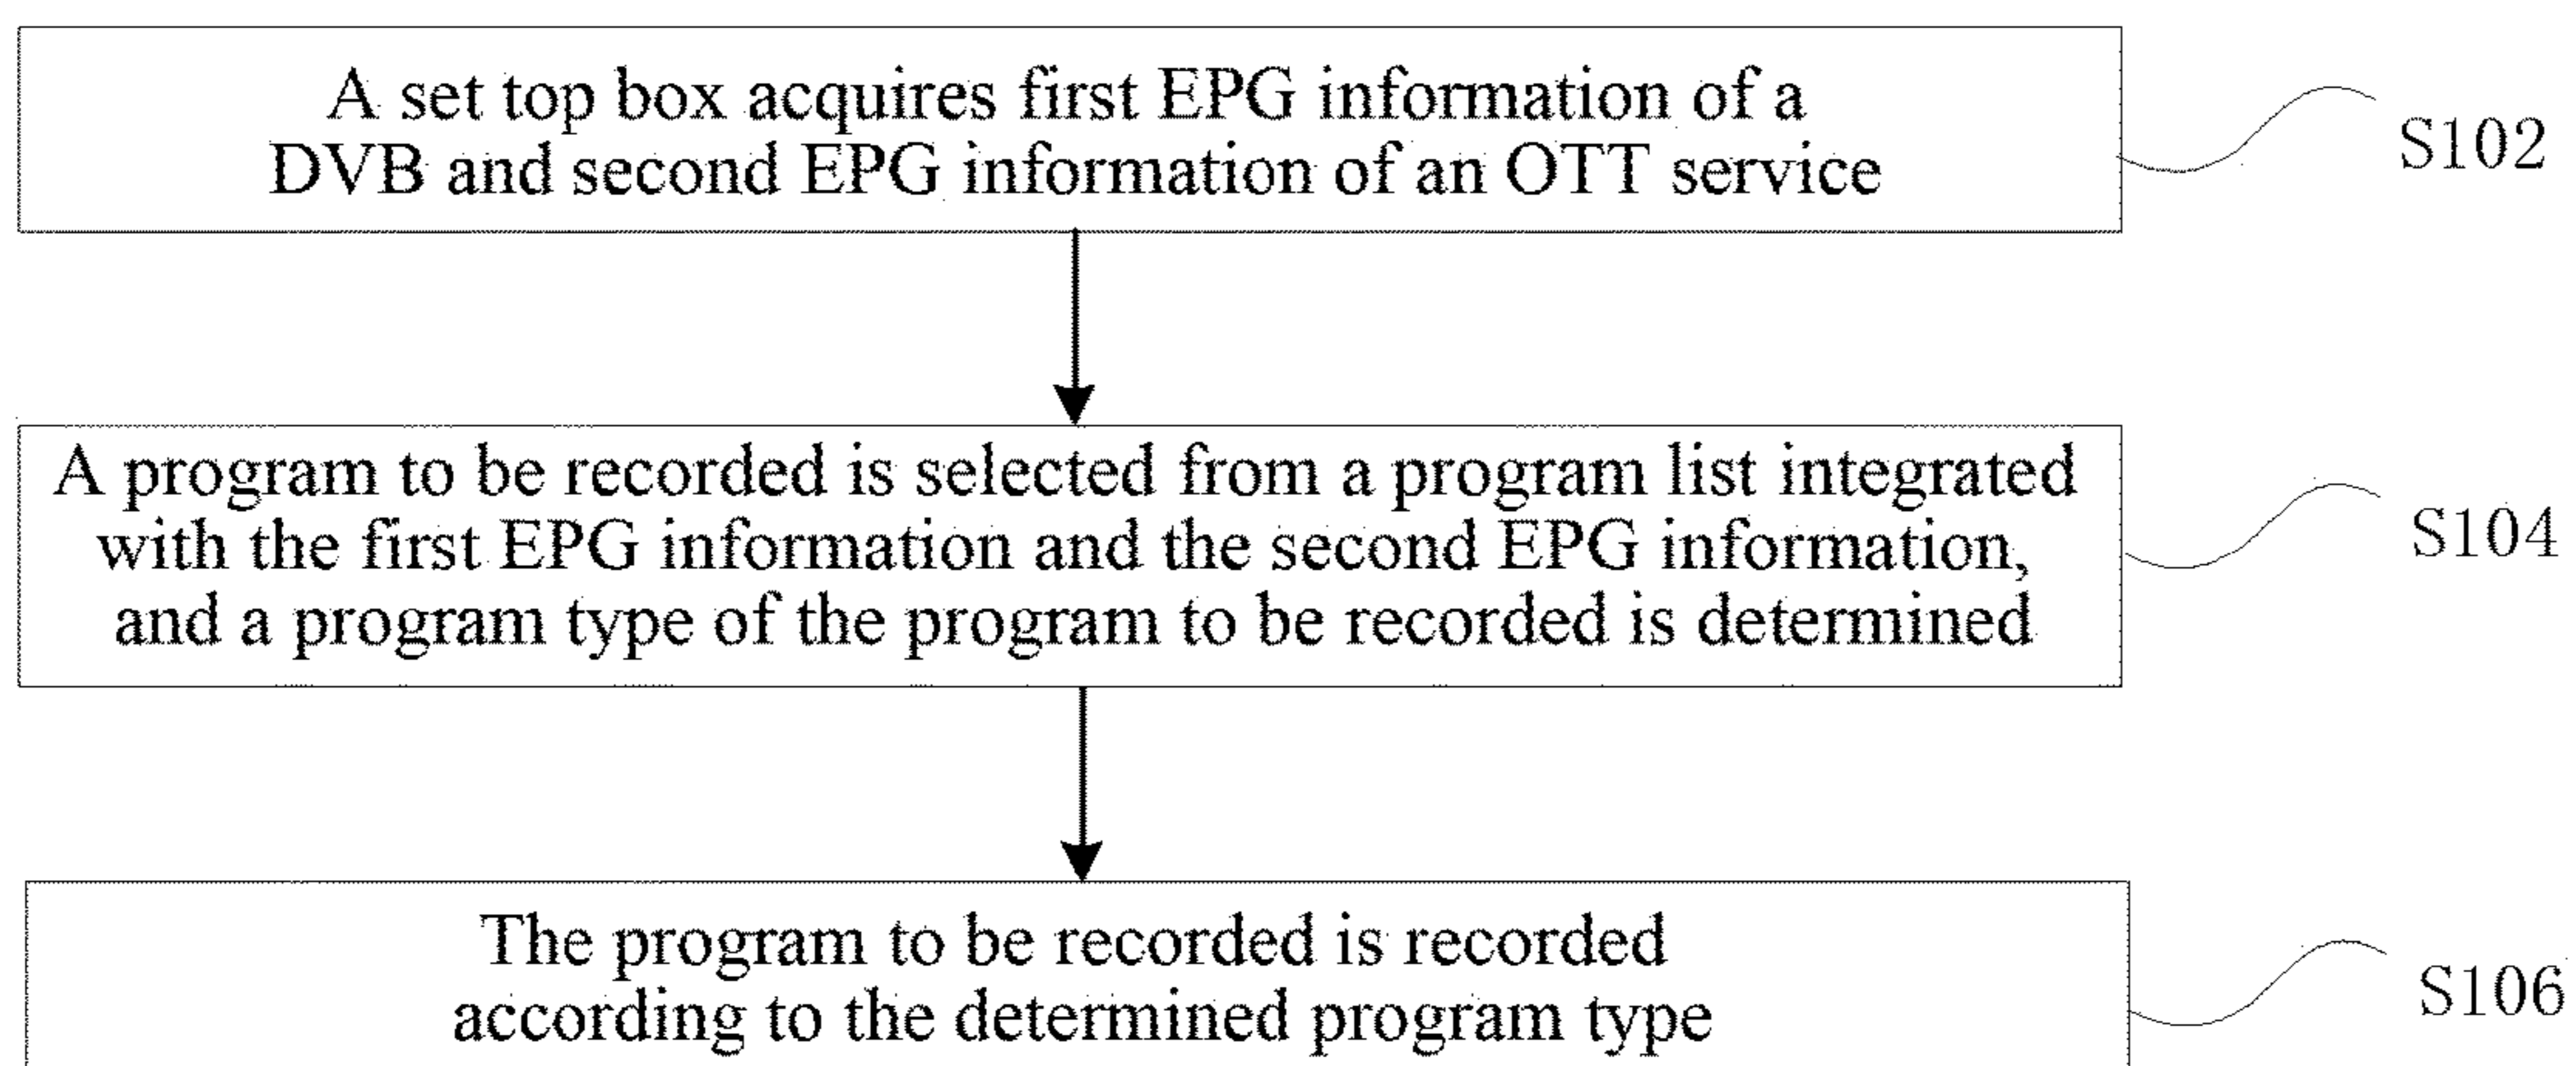 A set top box acquires first EPG information of a
DVB and second EPG information of an OTT service
S102
A program to be recorded is selected from a program list integrated
with the first EPG information and the second EPG information,
and a program type of the program to be recorded is determined
S104
The program to be recorded is recorded
according to the determined program type
S106